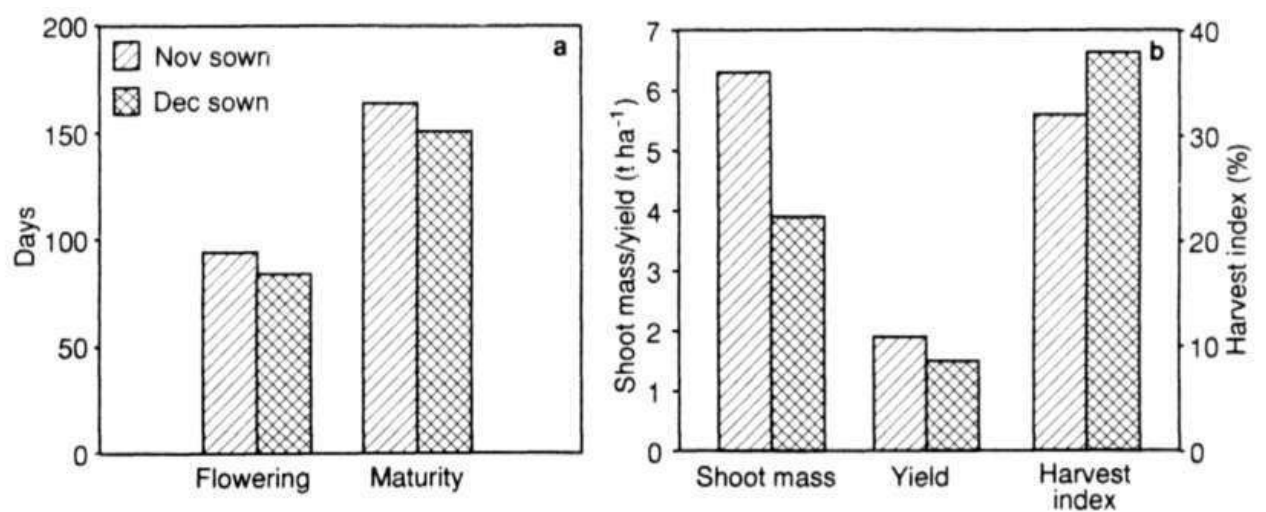 200
150
100
50
0
Days
Nov sown
Dec sown
a
Flowering
Maturity
7
6
5
4
3
2
1
0
Shoot mass/yield (t ha⁻¹)
b
40
30
20
10
0
Harvest index (%)
Shoot mass
Yield
Harvest
index